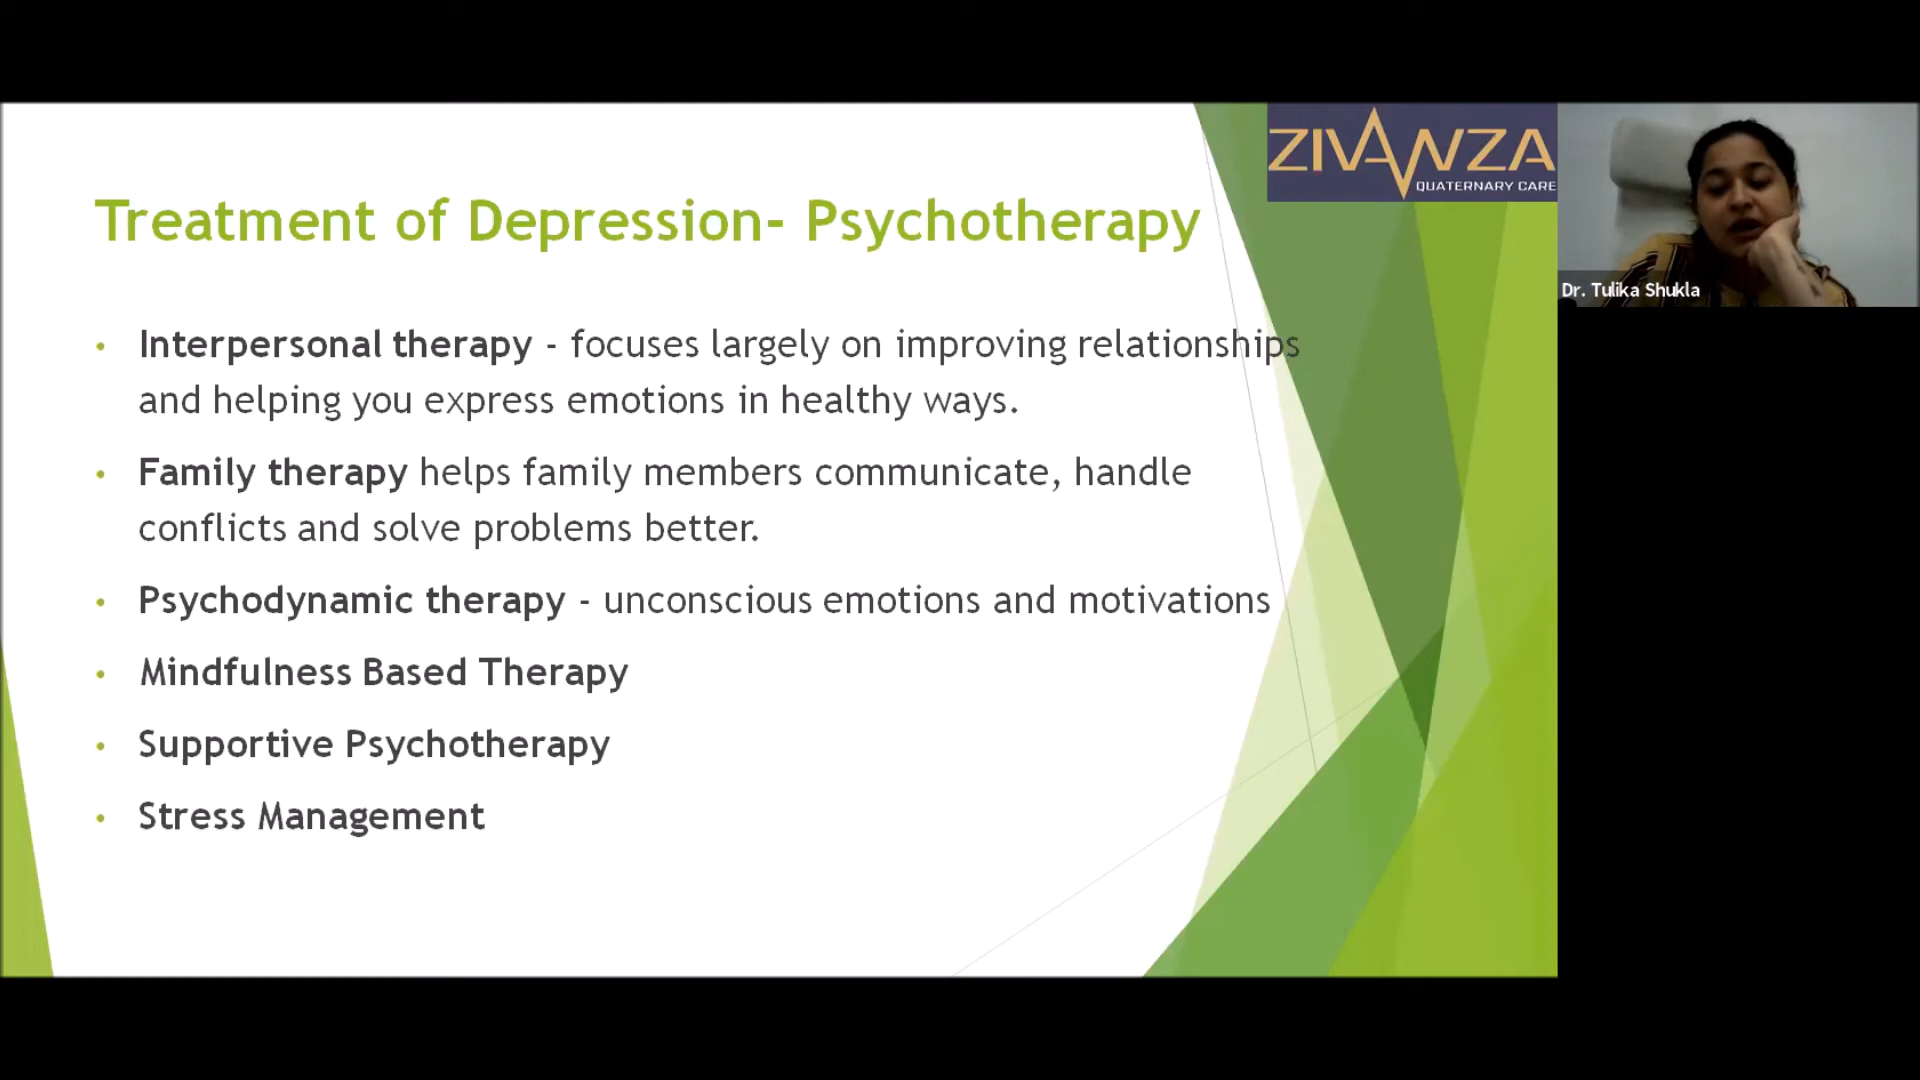 ZIVANZA
QUATERNARY CARE
Treatment of Depression- Psychotherapy
Dr. Tulika Shukla
• Interpersonal therapy - focuses largely on improving relationships
and helping you express emotions in healthy ways.
• Family therapy helps family members communicate, handle
conflicts and solve problems better.
• Psychodynamic therapy - unconscious emotions and motivations
• Mindfulness Based Therapy
• Supportive Psychotherapy
• Stress Management